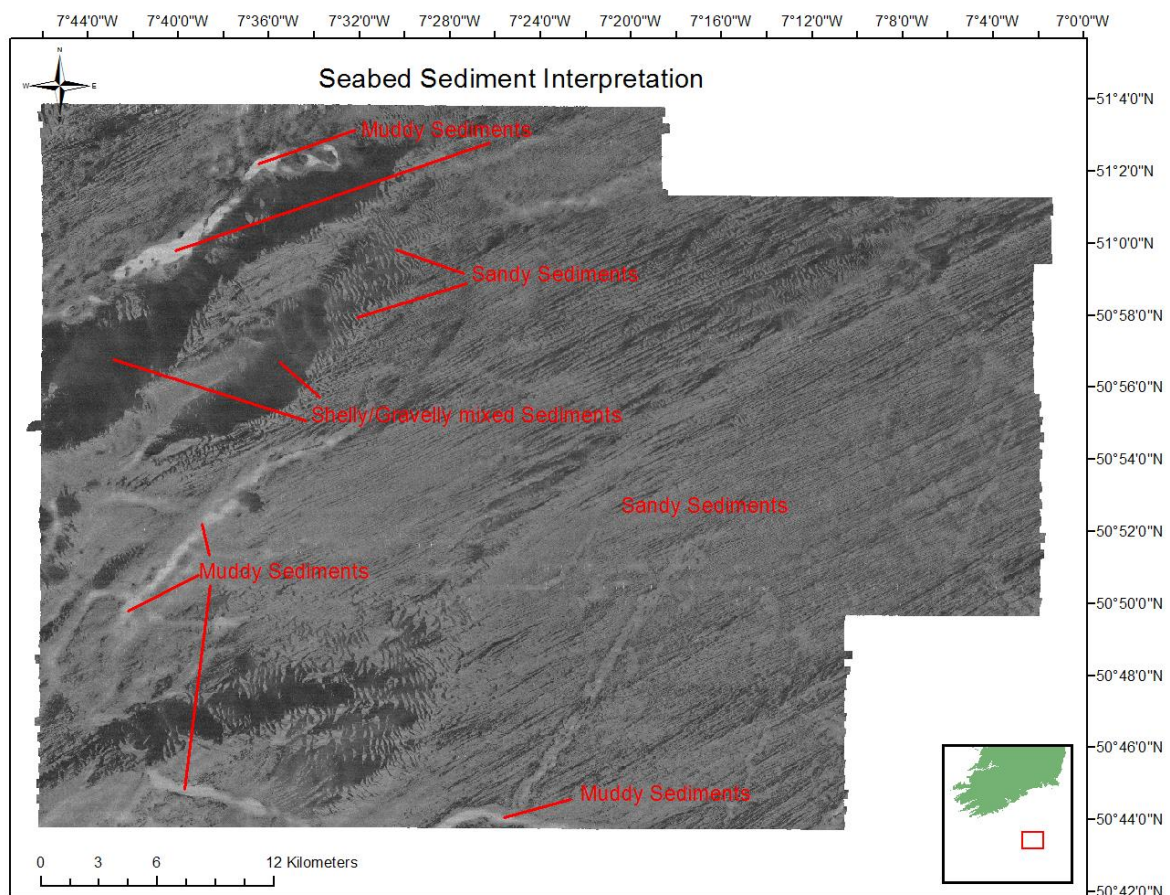 7°44'0"W 7°40'0"W 7°36'0"W 7°32'0"W 7°28'0"W 7°24'0"W 7°20'0"W 7°16'0"W 7°12'0"W 7°8'0"W 7°4'0"W 7°0'0"W
N
W E
Seabed Sediment Interpretation
51°4'0"N
Muddy Sediments
51°2'0"N
51°0'0"N
Sandy Sediments
50°58'0"N
50°56'0"N
Shelly/Gravelly mixed Sediments
50°54'0"N
Sandy Sediments
50°52'0"N
Muddy Sediments
50°50'0"N
50°48'0"N
50°46'0"N
Muddy Sediments
50°44'0"N
0 3 6 12 Kilometers
50°42'0"N